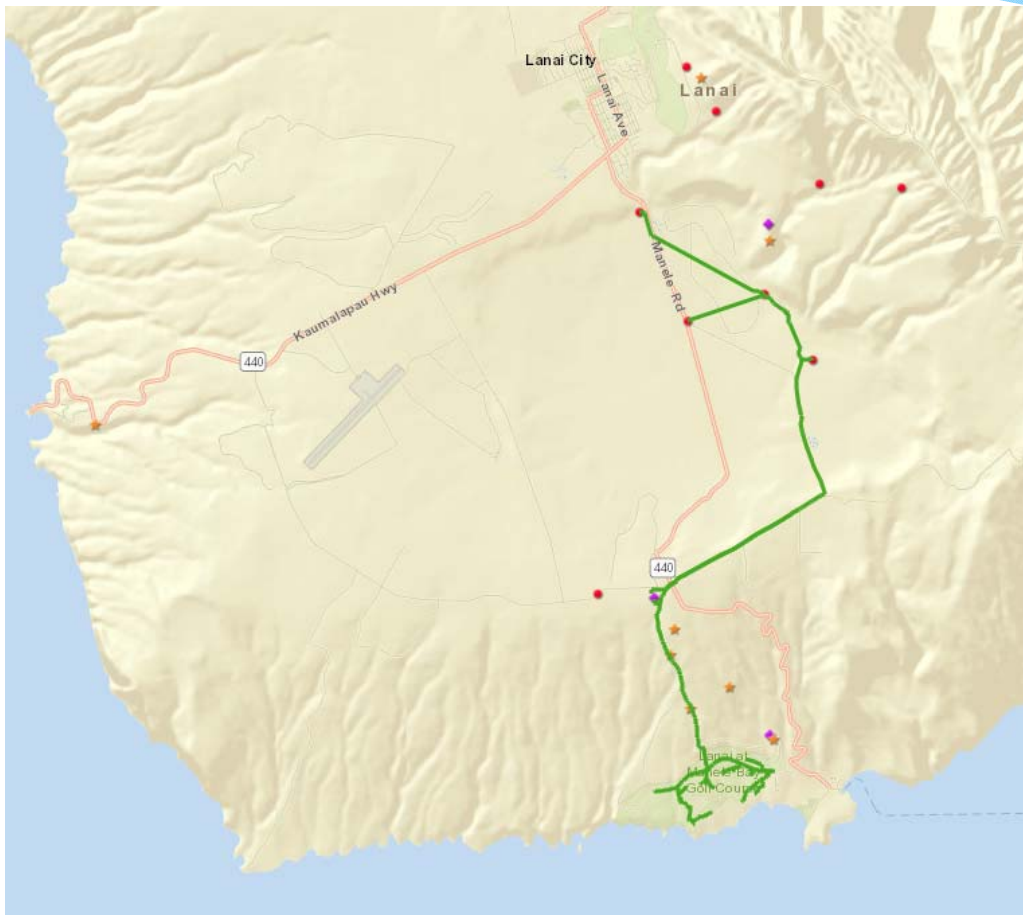 Lanai City
Lanai Ave
Lanai
Manele Rd
Kaumalapau Hwy
440
440
Lanai at
Manele Bay
Golf Course